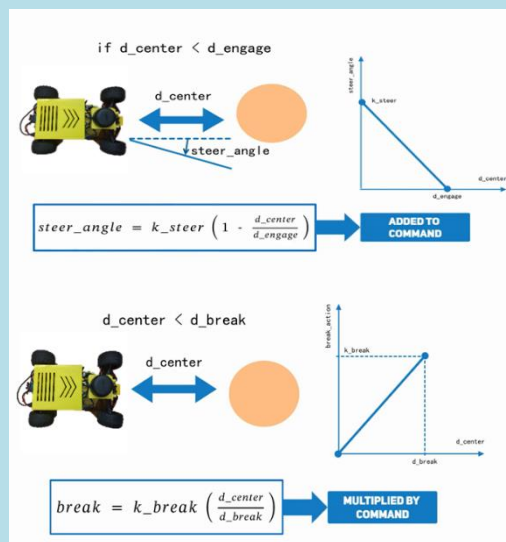 if d_center < d_engage
d_center
steer_angle
steer_angle
k_steer
d_center
d_engage
steer_angle = k_steer (1 - d_center/d_engage)
ADDED TO
COMMAND
d_center < d_break
d_center
break_action
k_break
d_center
d_break
break = k_break (d_center/d_break)
MULTIPLIED BY
COMMAND